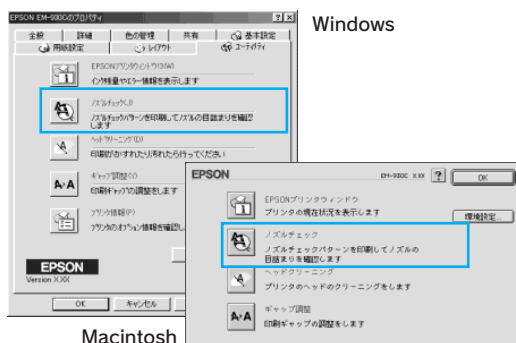 EPSON EM-930Cのプロパティ
Windows
全般
詳細
色の管理
共有
基本設定
用紙設定
レイアウト
ユーティリティ
EPSONプリンタウィンドウ!3(W)
インク残量やエラー情報を表示します
ノズルチェック(J)
ノズルチェックパターンを印刷してノズルの目詰まりを確認
します
ヘッドクリーニング(D)
印刷がかすれたり汚れたら行ってください
ギャップ調整(Y)
印刷ギャップの調整をします
プリンタ情報(P)
プリンタのオプション情報を確認し
EPSON
Version X.XX
OK
キャンセル
Macintosh
EPSON
EM-930C X.XX
?
OK
EPSONプリンタウィンドウ
プリンタの現在状況を表示します
環境設定...
ノズルチェック
ノズルチェックパターンを印刷してノズルの
目詰まりを確認します
ヘッドクリーニング
プリンタのヘッドのクリーニングをします
ギャップ調整
印刷ギャップの調整をします